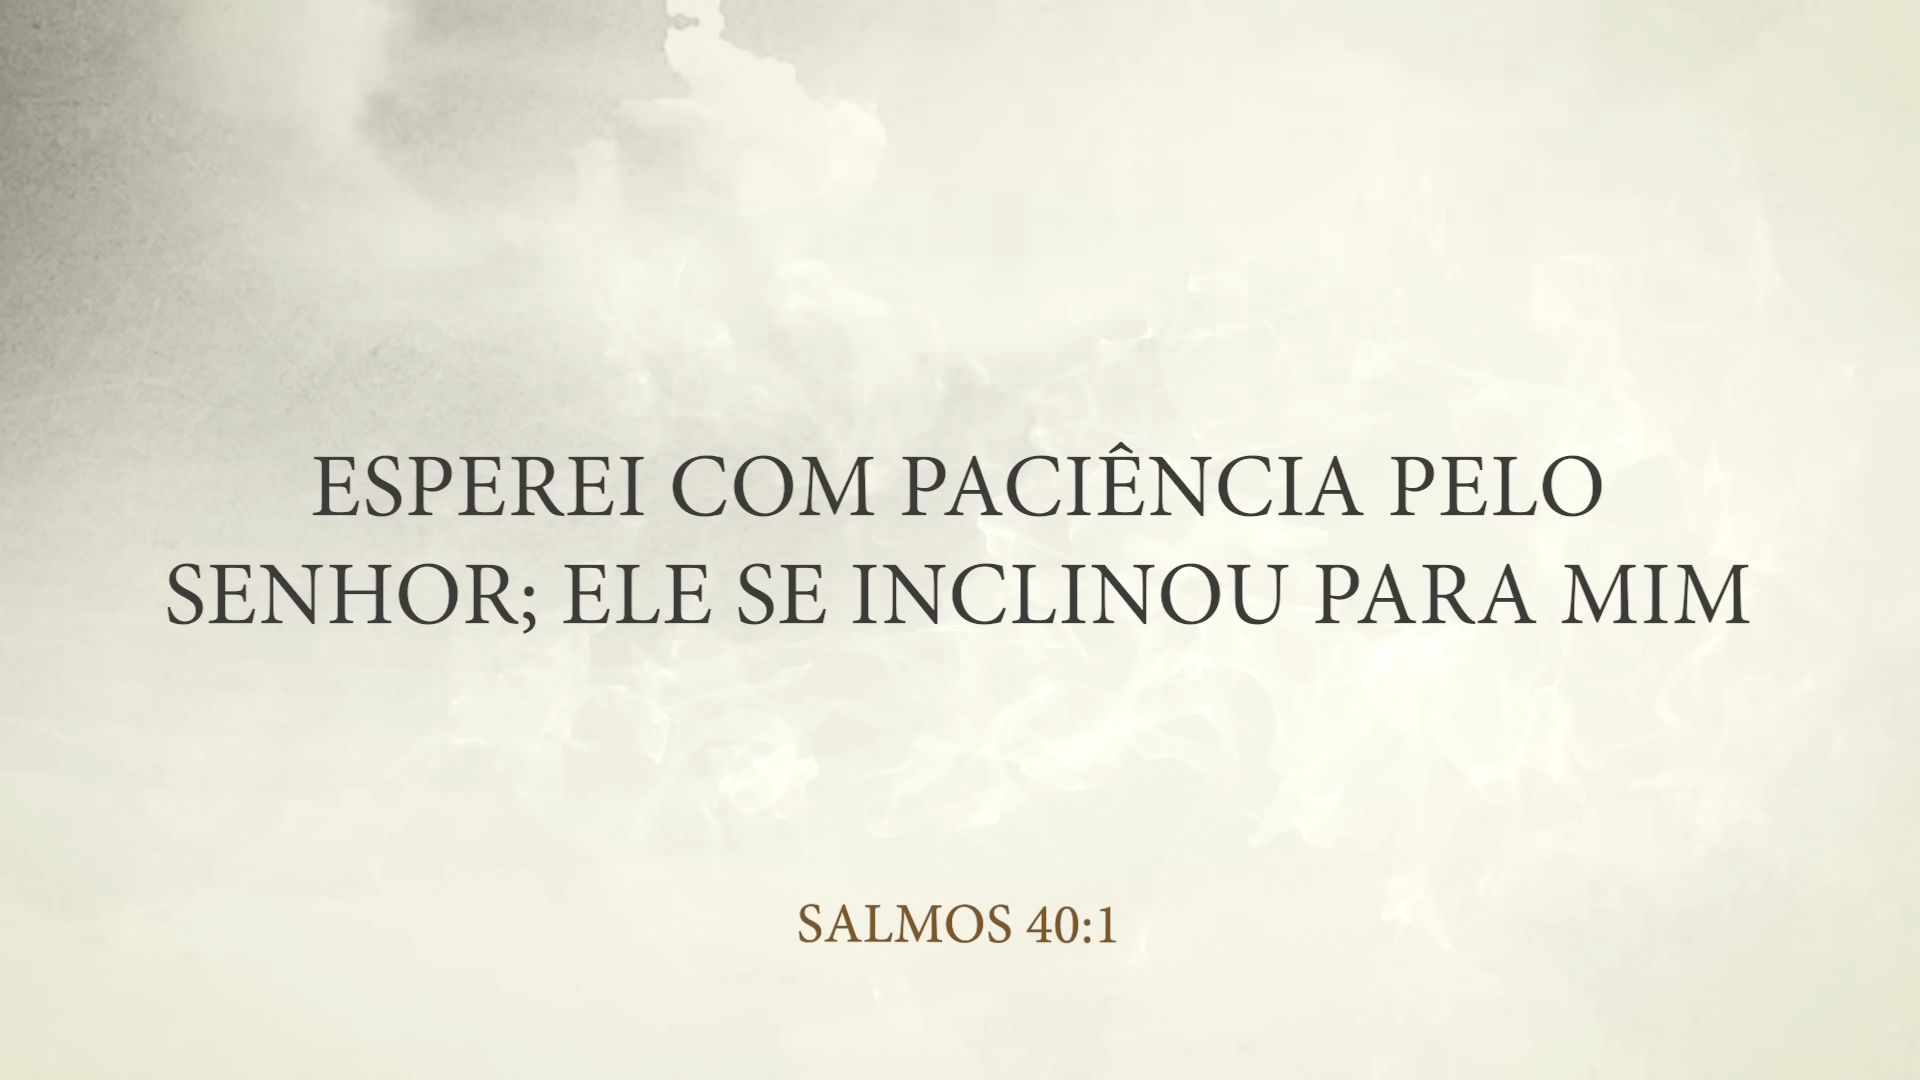 ESPEREI COM PACIÊNCIA PELO
SENHOR; ELE SE INCLINOU PARA MIM
SALMOS 40:1